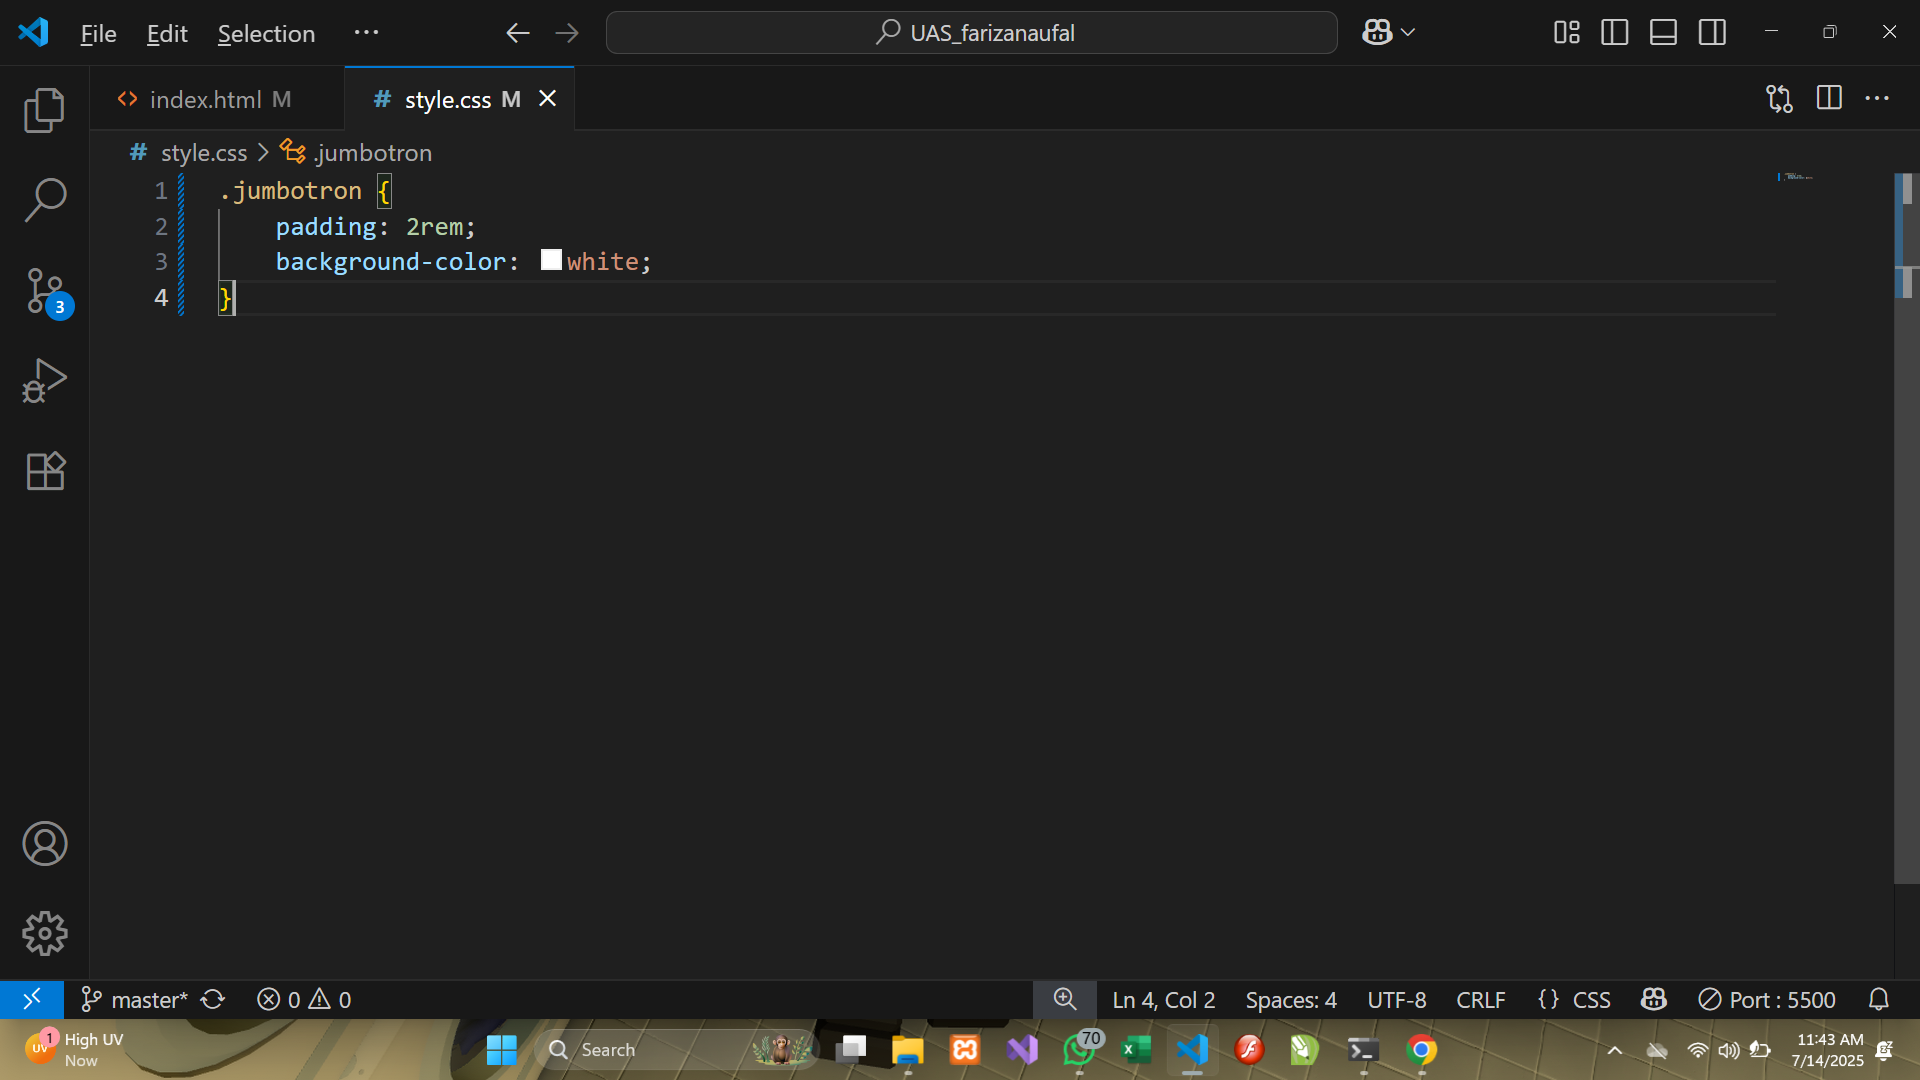 File Edit Selection ···
UAS_farizanaufal
index.html M
# style.css M
# style.css > .jumbotron
1 .jumbotron {
2 padding: 2rem;
3 background-color: white;
4 }
3
master* 0 0
Ln 4, Col 2 Spaces: 4 UTF-8 CRLF {} CSS Port : 5500
1
UV
High UV
Now
Search
70
11:43 AM
7/14/2025